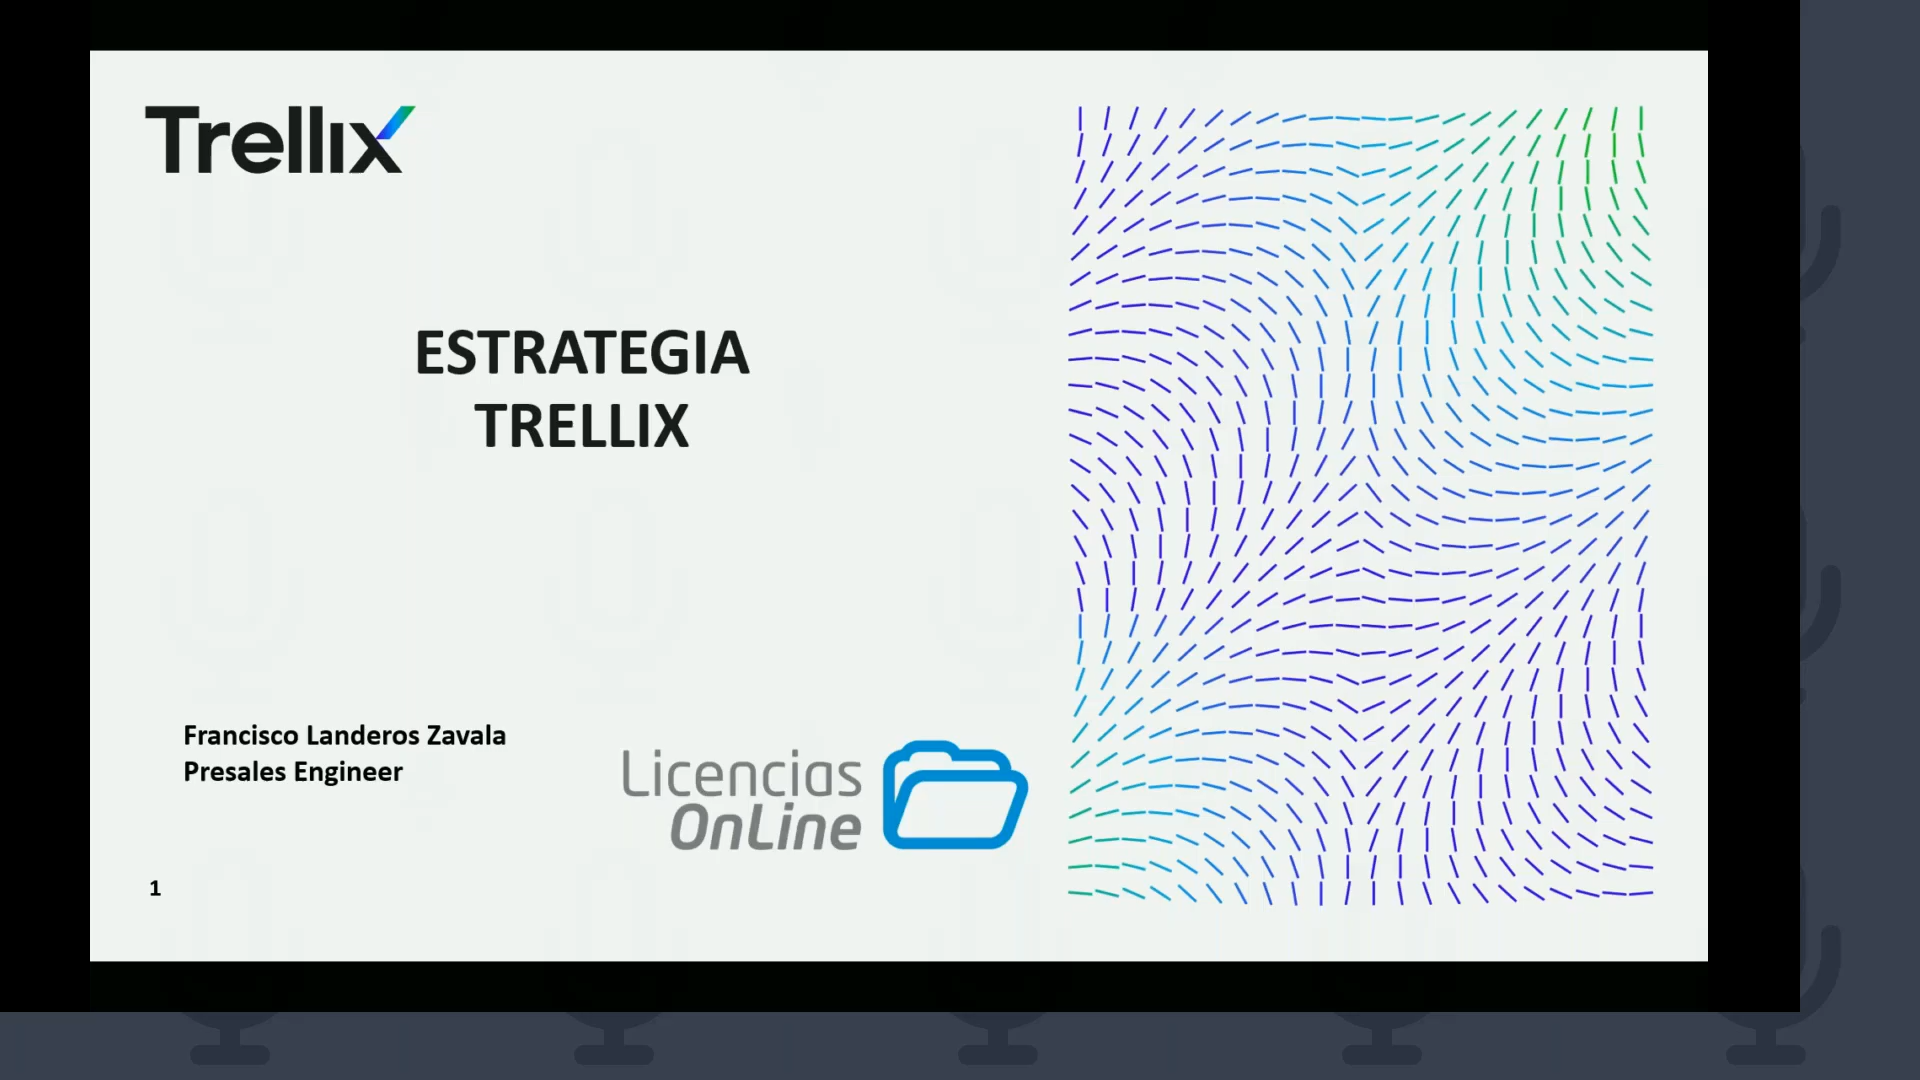 Trellix
ESTRATEGIA
TRELLIX
Francisco Landeros Zavala
Presales Engineer
Licencias
OnLine
1